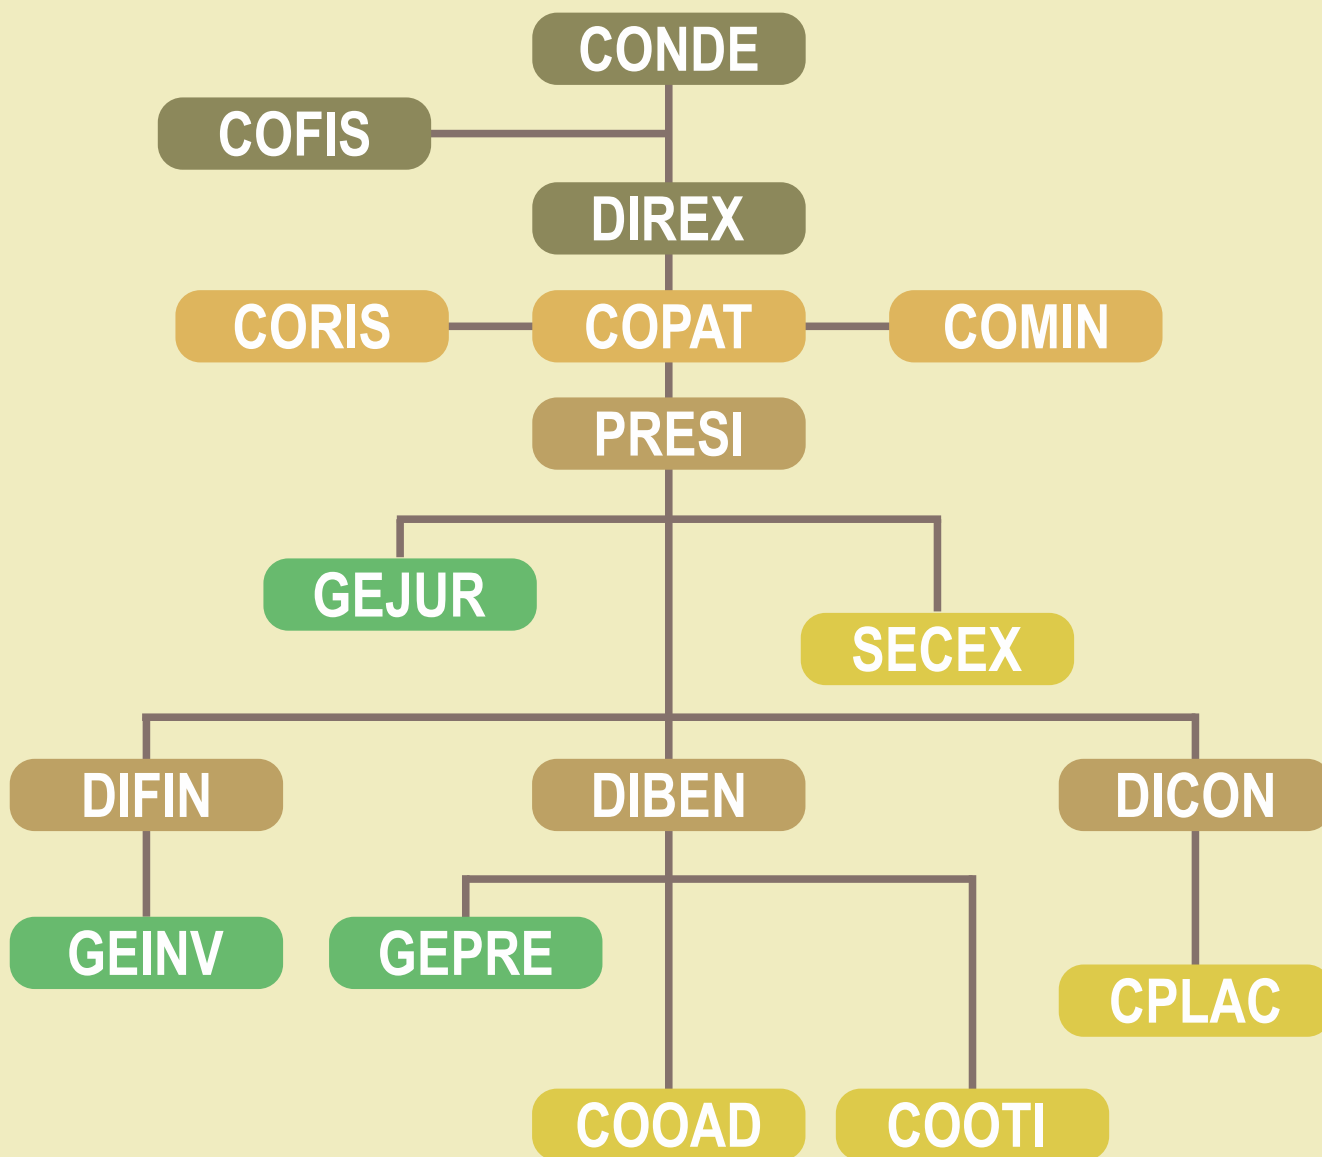 CONDE
COFIS
DIREX
CORIS
COPAT
COMIN
PRESI
GEJUR
SECEX
DIFIN
DIBEN
DICON
GEINV
GEPRE
CPLAC
COOAD
COOTI